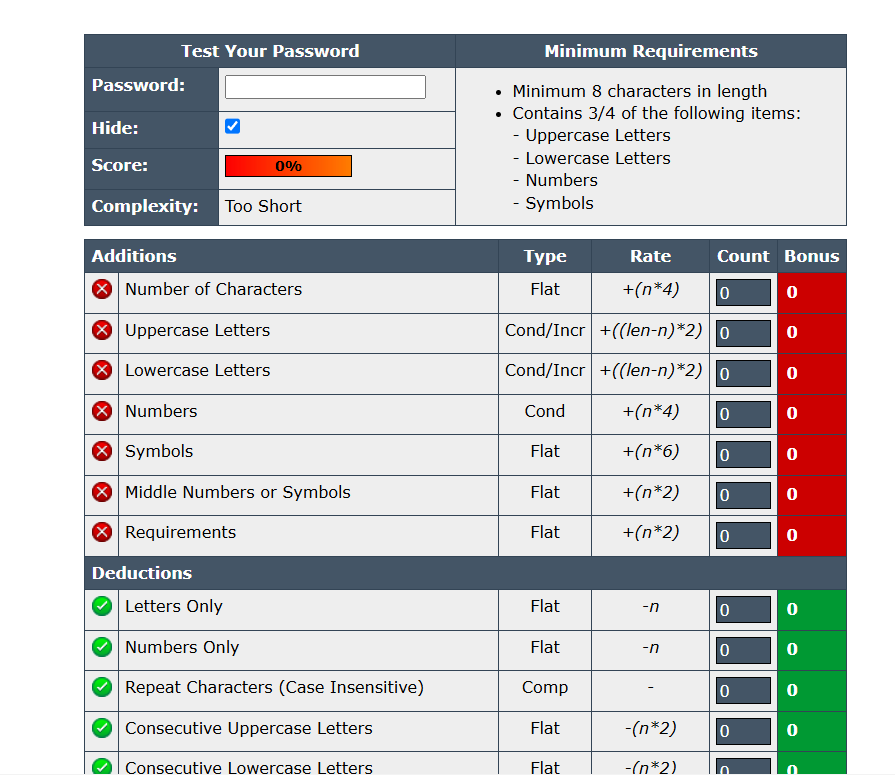 Test Your Password Minimum Requirements
Password:
Hide:
Score: 0%
Complexity: Too Short
• Minimum 8 characters in length
• Contains 3/4 of the following items:
- Uppercase Letters
- Lowercase Letters
- Numbers
- Symbols
Additions Type Rate Count Bonus
Number of Characters Flat +(n*4) 0 0
Uppercase Letters Cond/Incr +((len-n)*2) 0 0
Lowercase Letters Cond/Incr +((len-n)*2) 0 0
Numbers Cond +(n*4) 0 0
Symbols Flat +(n*6) 0 0
Middle Numbers or Symbols Flat +(n*2) 0 0
Requirements Flat +(n*2) 0 0
Deductions
Letters Only Flat -n 0 0
Numbers Only Flat -n 0 0
Repeat Characters (Case Insensitive) Comp - 0 0
Consecutive Uppercase Letters Flat -(n*2) 0 0
Consecutive Lowercase Letters Flat -(n*2) 0 0